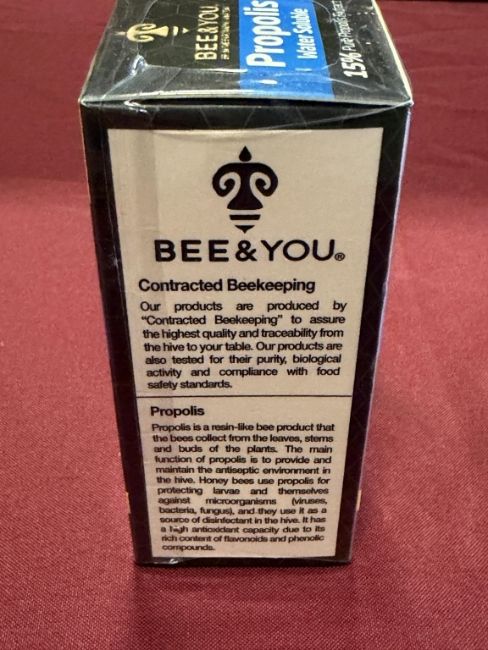 BEE&YOU®
Propolis
Water Soluble
15% Pure Propolis Extract
BEE&YOU®
Contracted Beekeeping
Our products are produced by
"Contracted Beekeeping" to assure
the highest quality and traceability from
the hive to your table. Our products are
also tested for their purity, biological
activity and compliance with food
safety standards.
Propolis
Propolis is a resin-like bee product that
the bees collect from the leaves, stems
and buds of the plants. The main
function of propolis is to provide and
maintain the antiseptic environment in
the hive. Honey bees use propolis for
protecting larvae and themselves
against microorganisms (viruses,
bacteria, fungus), and they use it as a
source of disinfectant in the hive. It has
a high antioxidant capacity due to its
rich content of flavonoids and phenolic
compounds.